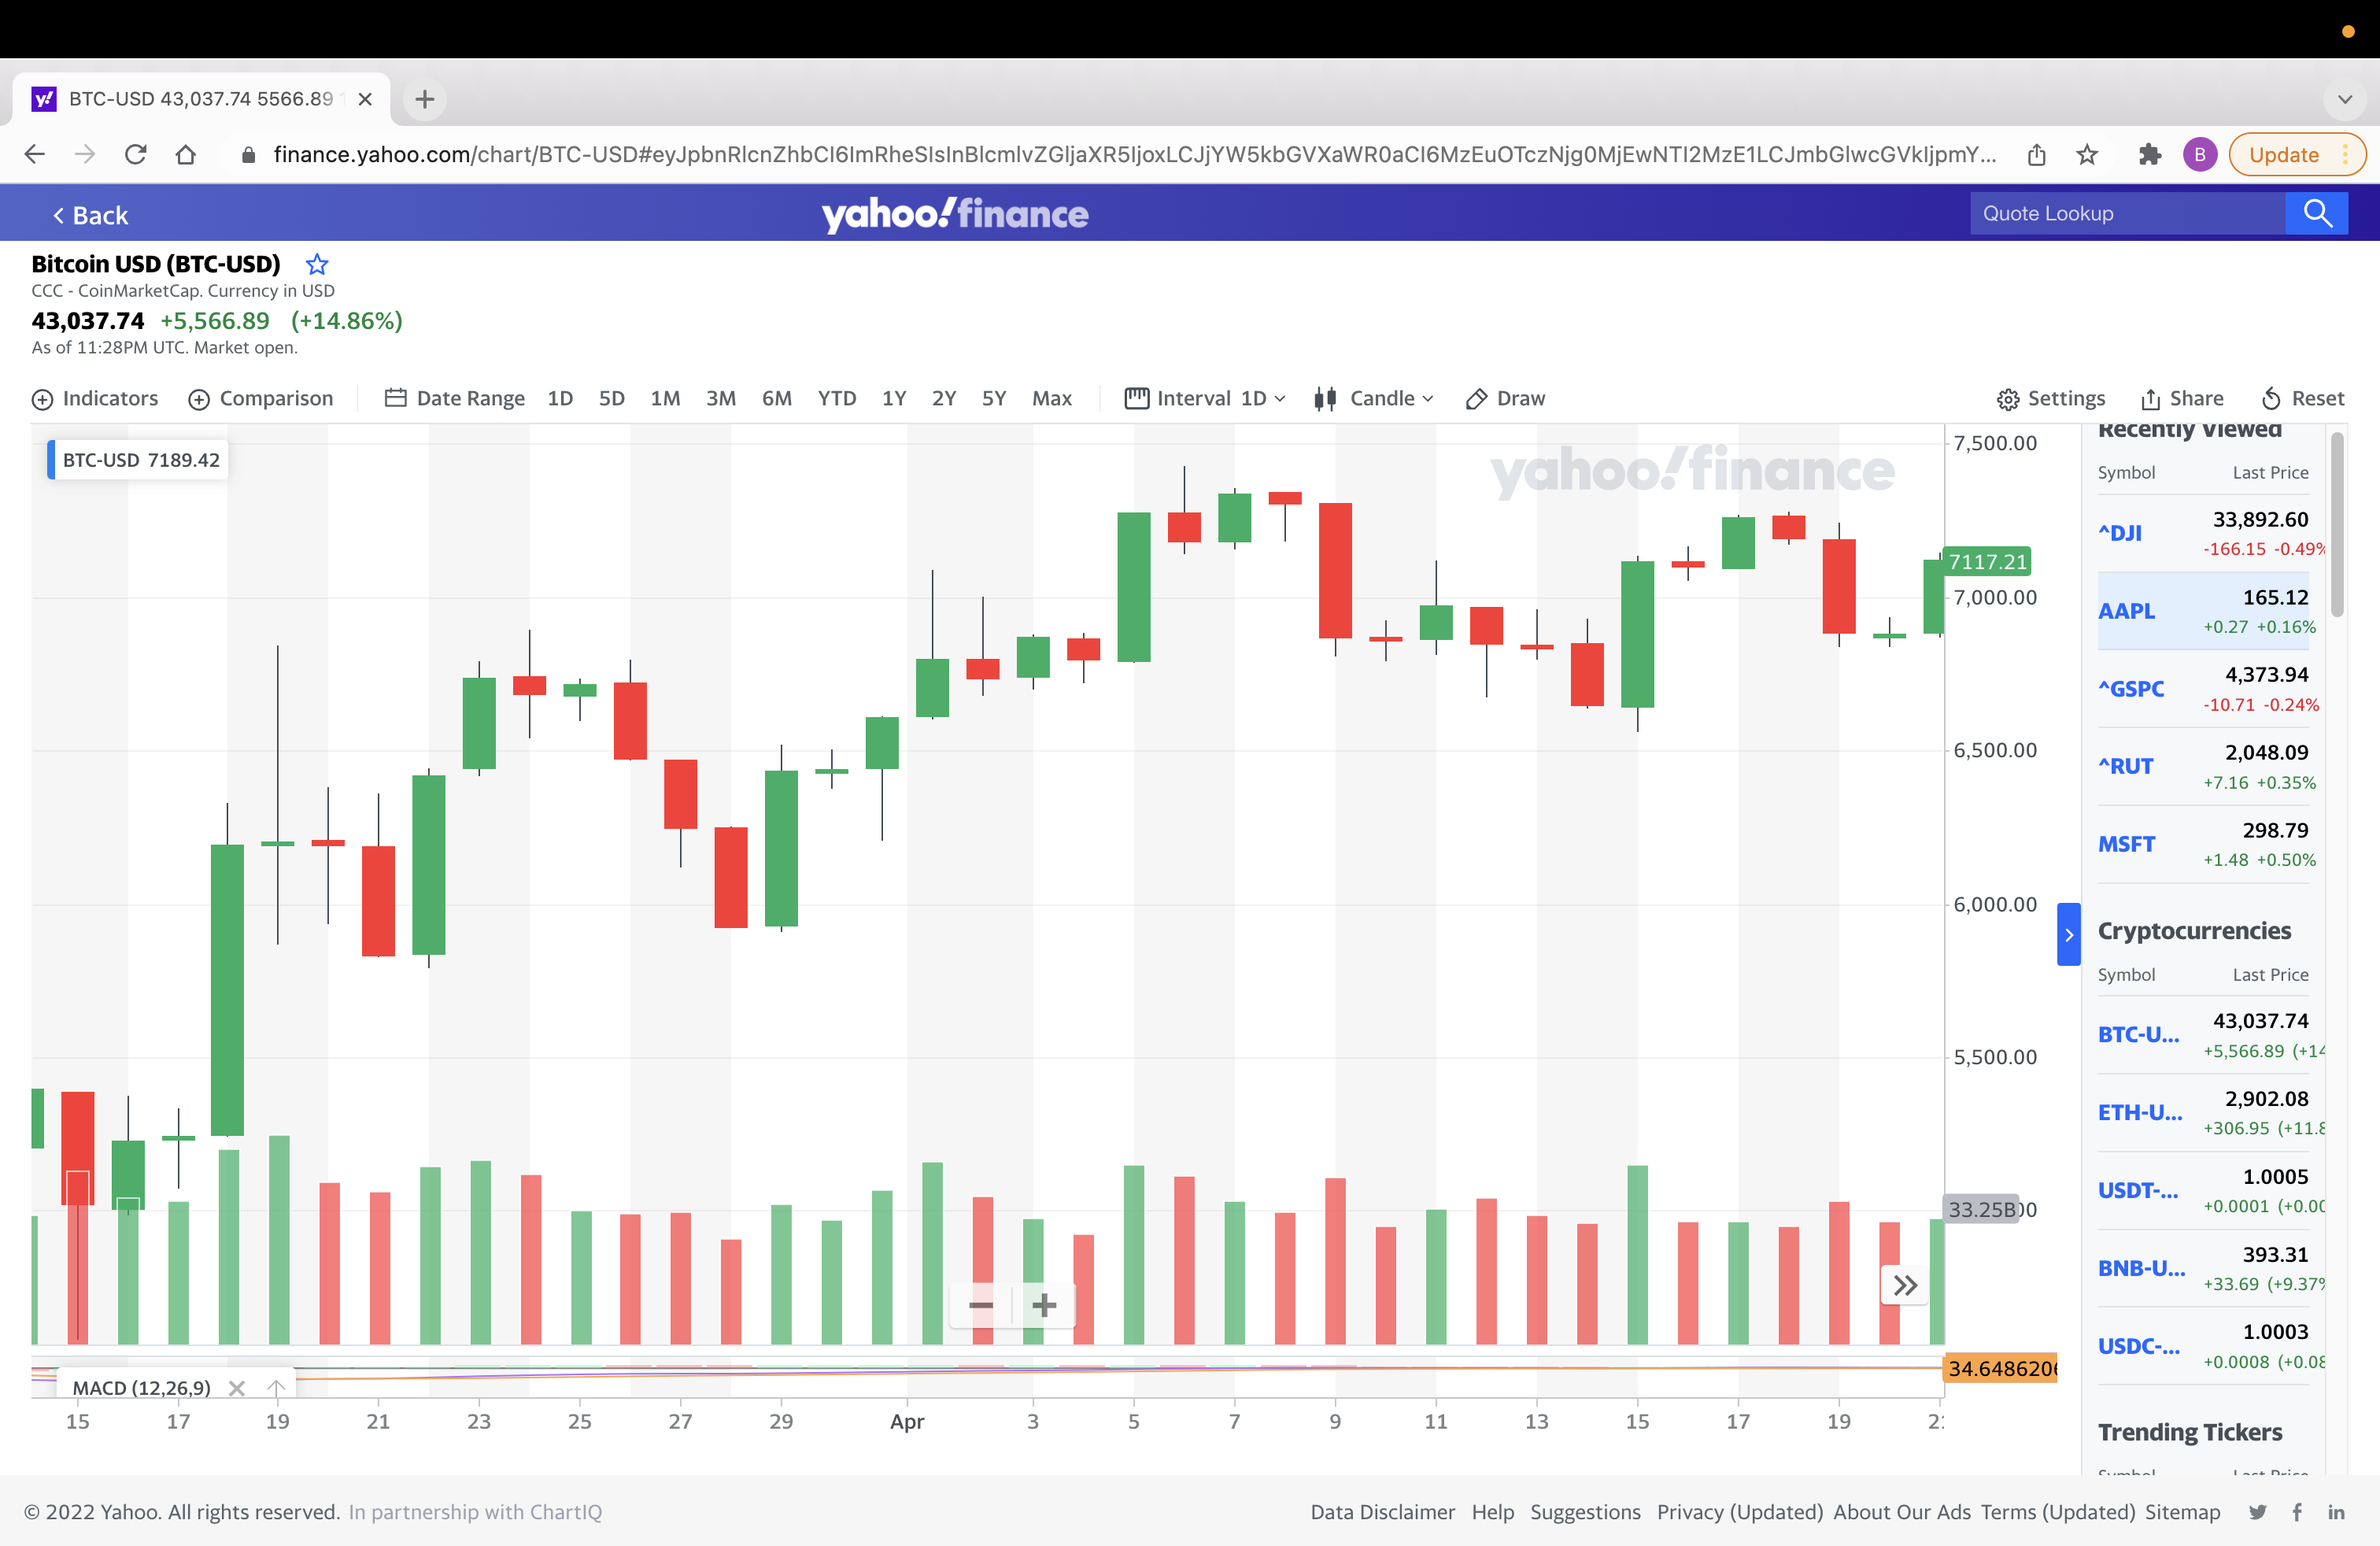 BTC-USD 43,037.74 5566.89
finance.yahoo.com/chart/BTC-USD#eyJpbnRlcnZhbCI6ImRheSIsInBlcmlvZGljaXR5IjoxLCJjYW5kbGVXaWR0aCI6MzEuOTczNjg0MjEwNTI2MzE1LCJmbGlwcGVkIjpmY...
B
Update
Back
yahoo!finance
Quote Lookup
Bitcoin USD (BTC-USD)
CCC - CoinMarketCap. Currency in USD
43,037.74 +5,566.89 (+14.86%)
As of 11:28PM UTC. Market open.
Indicators Comparison Date Range 1D 5D 1M 3M 6M YTD 1Y 2Y 5Y Max Interval 1D Candle Draw Settings Share Reset
BTC-USD 7189.42
yahoo!finance
7,500.00
7117.21
7,000.00
6,500.00
6,000.00
5,500.00
33.25B 00
34.648620
MACD (12,26,9)
15 17 19 21 23 25 27 29 Apr 3 5 7 9 11 13 15 17 19
Recently Viewed
Symbol Last Price
^DJI 33,892.60
-166.15 -0.49%
AAPL 165.12
+0.27 +0.16%
^GSPC 4,373.94
-10.71 -0.24%
^RUT 2,048.09
+7.16 +0.35%
MSFT 298.79
+1.48 +0.50%
Cryptocurrencies
Symbol Last Price
BTC-U... 43,037.74
+5,566.89 (+14
ETH-U... 2,902.08
+306.95 (+11.8
USDT-... 1.0005
+0.0001 (+0.00
BNB-U... 393.31
+33.69 (+9.37%
USDC-... 1.0003
+0.0008 (+0.08
Trending Tickers
Symbol Last Price
© 2022 Yahoo. All rights reserved. In partnership with ChartIQ
Data Disclaimer Help Suggestions Privacy (Updated) About Our Ads Terms (Updated) Sitemap